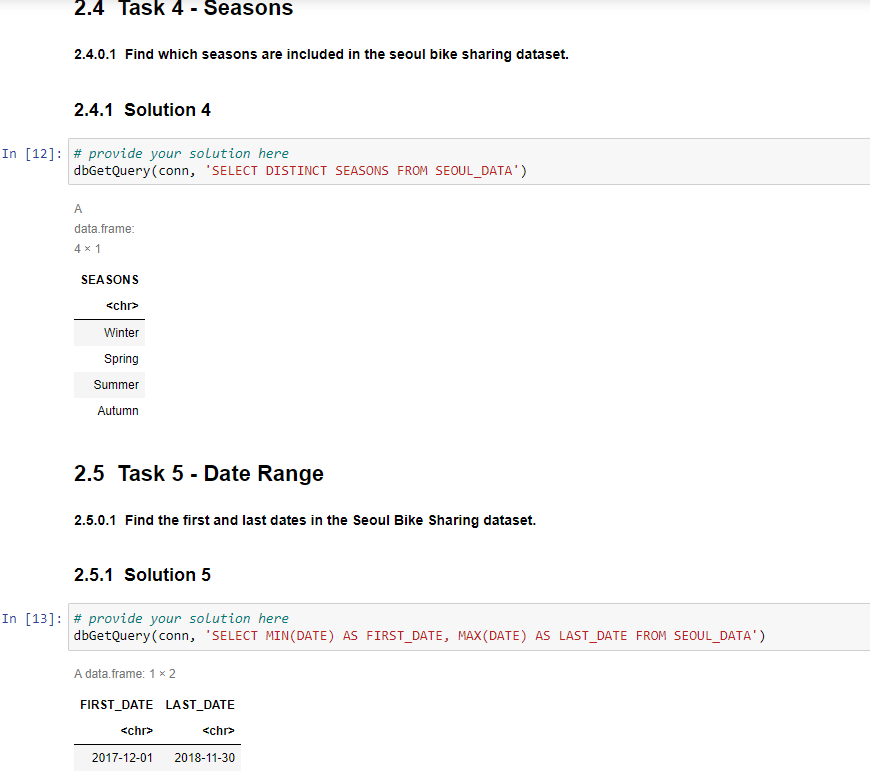 2.4 Task 4 - Seasons
2.4.0.1 Find which seasons are included in the seoul bike sharing dataset.
2.4.1 Solution 4
In [12]: # provide your solution here
dbGetQuery(conn, 'SELECT DISTINCT SEASONS FROM SEOUL_DATA')
A
data.frame:
4 × 1
SEASONS
<chr>
Winter
Spring
Summer
Autumn
2.5 Task 5 - Date Range
2.5.0.1 Find the first and last dates in the Seoul Bike Sharing dataset.
2.5.1 Solution 5
In [13]: # provide your solution here
dbGetQuery(conn, 'SELECT MIN(DATE) AS FIRST_DATE, MAX(DATE) AS LAST_DATE FROM SEOUL_DATA')
A data.frame: 1 × 2
FIRST_DATE LAST_DATE
<chr> <chr>
2017-12-01 2018-11-30